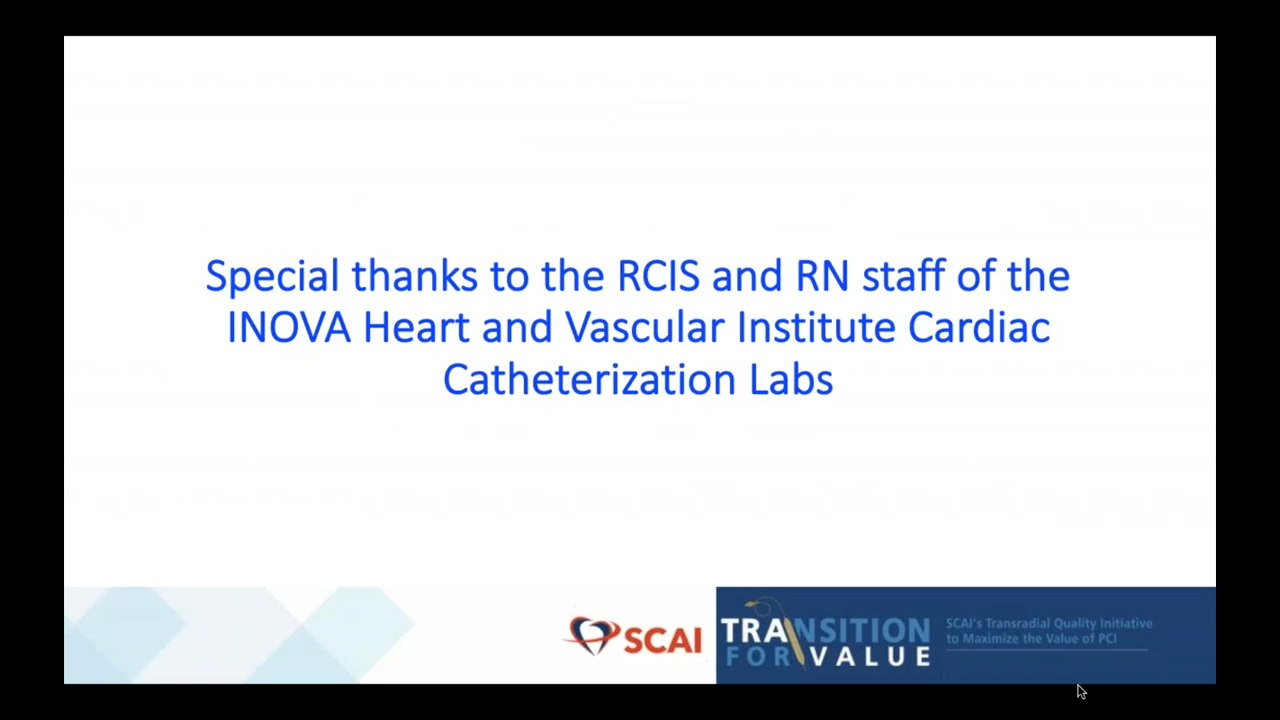 Special thanks to the RCIS and RN staff of the
INOVA Heart and Vascular Institute Cardiac
Catheterization Labs
SCAI
TRANSITION
FOR VALUE
SCAI's Transradial Quality Initiative
to Maximize the Value of PCI